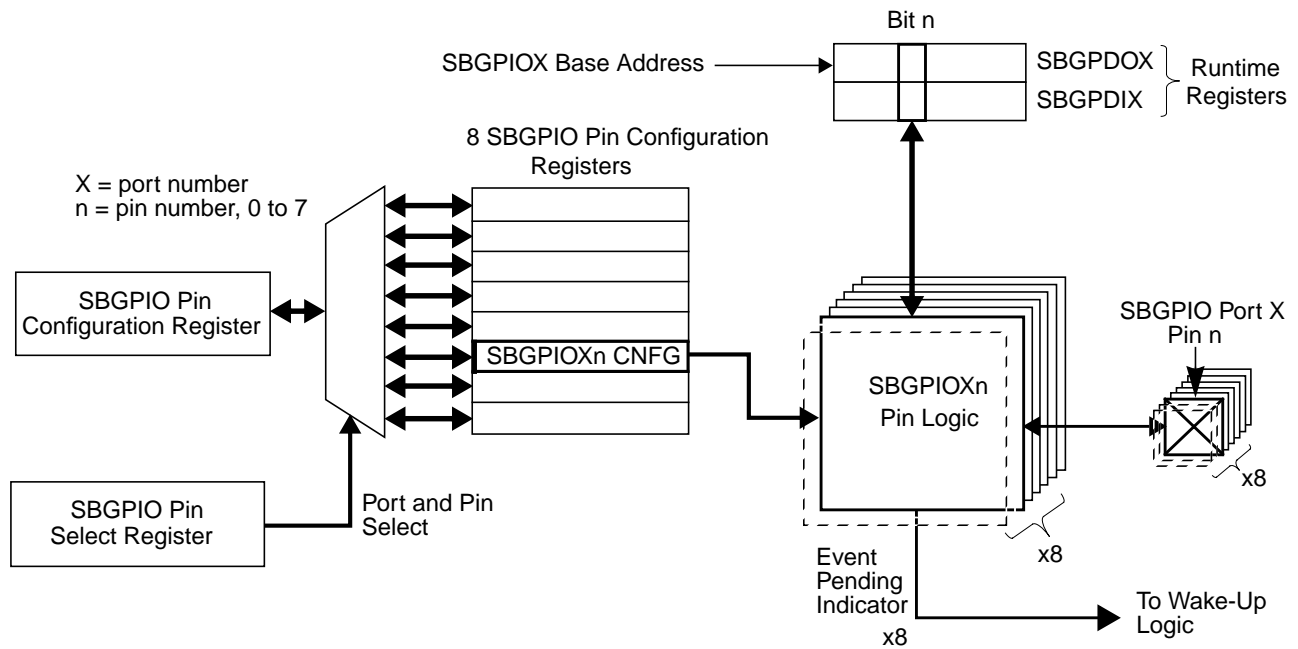 Bit n
SBGPIOX Base Address
SBGPDOX
SBGPDIX
Runtime
Registers
8 SBGPIO Pin Configuration
Registers
X = port number
n = pin number, 0 to 7
SBGPIO Pin
Configuration Register
SBGPIOXn CNFG
SBGPIOXn
Pin Logic
SBGPIO Port X
Pin n
x8
SBGPIO Pin
Select Register
Port and Pin
Select
x8
Event
Pending
Indicator
x8
To Wake-Up
Logic